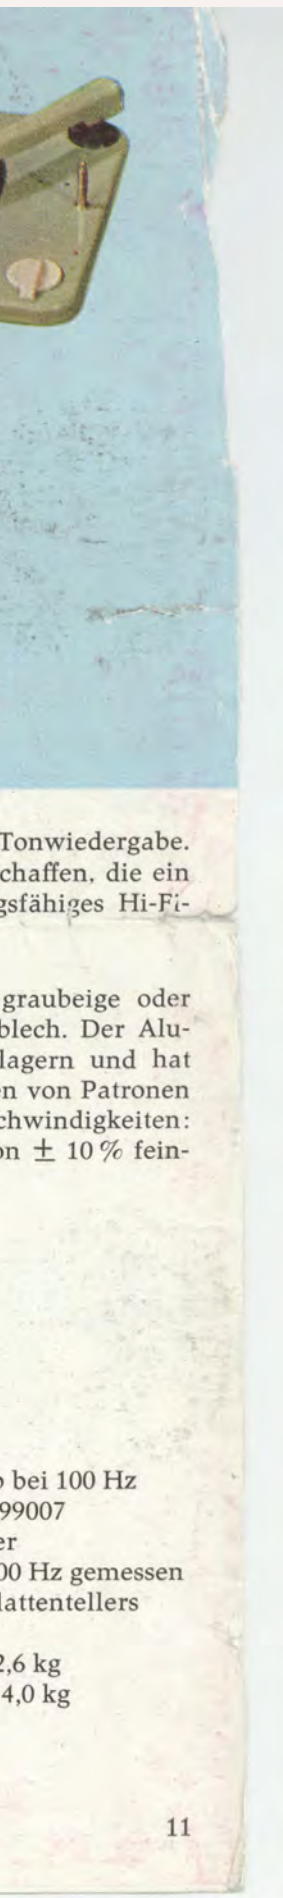 Tonwiedergabe.
chaffen, die ein
gsfähiges Hi-Fi-
graubeige oder
blech. Der Alu-
lagern und hat
en von Patronen
chwindigkeiten:
on ± 10 % fein-
o bei 100 Hz
99007
er
00 Hz gemessen
lattentellers
2,6 kg
4,0 kg
11